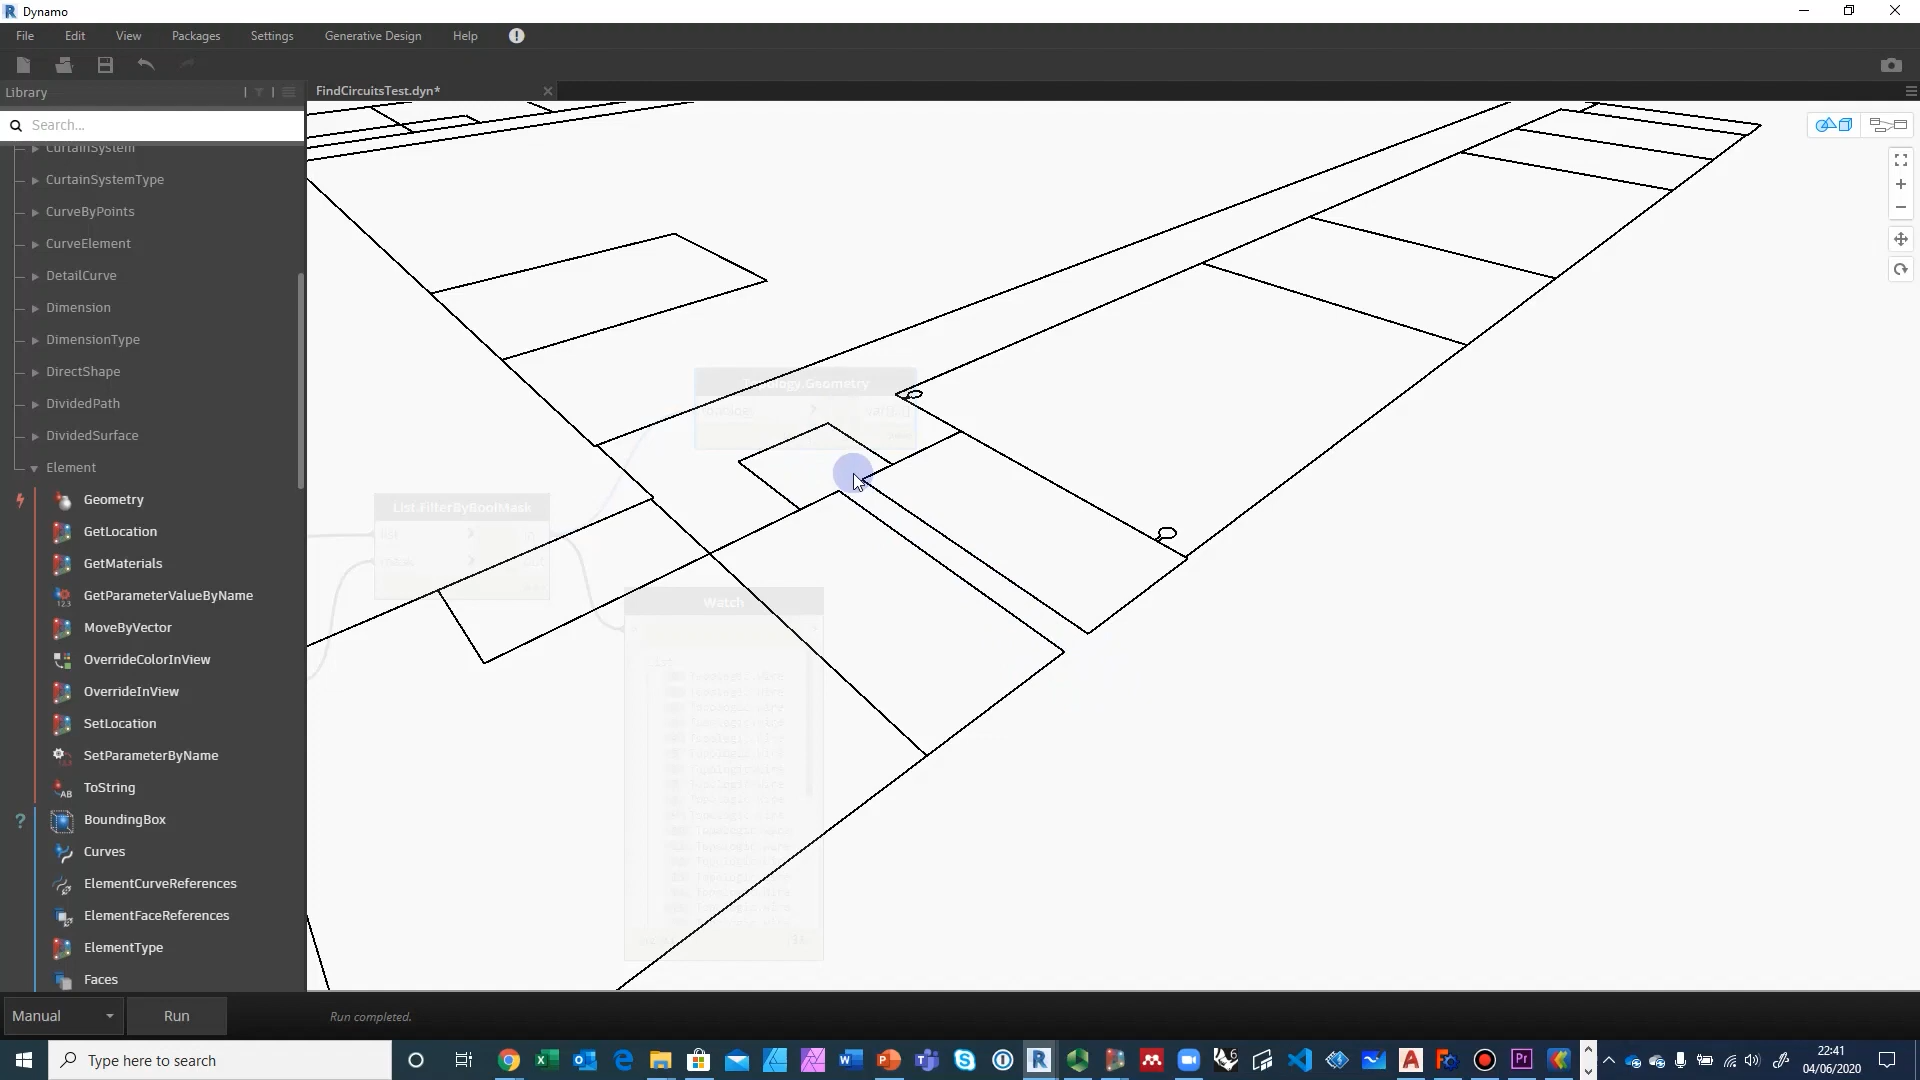 Dynamo
File Edit View Packages Settings Generative Design Help
Library
FindCircuitsTest.dyn*
Search...
CurtainSystem
CurtainSystemType
CurveByPoints
CurveElement
DetailCurve
Dimension
DimensionType
DirectShape
DividedPath
DividedSurface
Element
Geometry
GetLocation
GetMaterials
GetParameterValueByName
MoveByVector
OverrideColorInView
OverrideInView
SetLocation
SetParameterByName
ToString
BoundingBox
Curves
ElementCurveReferences
ElementFaceReferences
ElementType
Faces
List.FilterByBoolMask
Watch
Manual
Run
Run completed.
Type here to search
22:41
04/06/2020